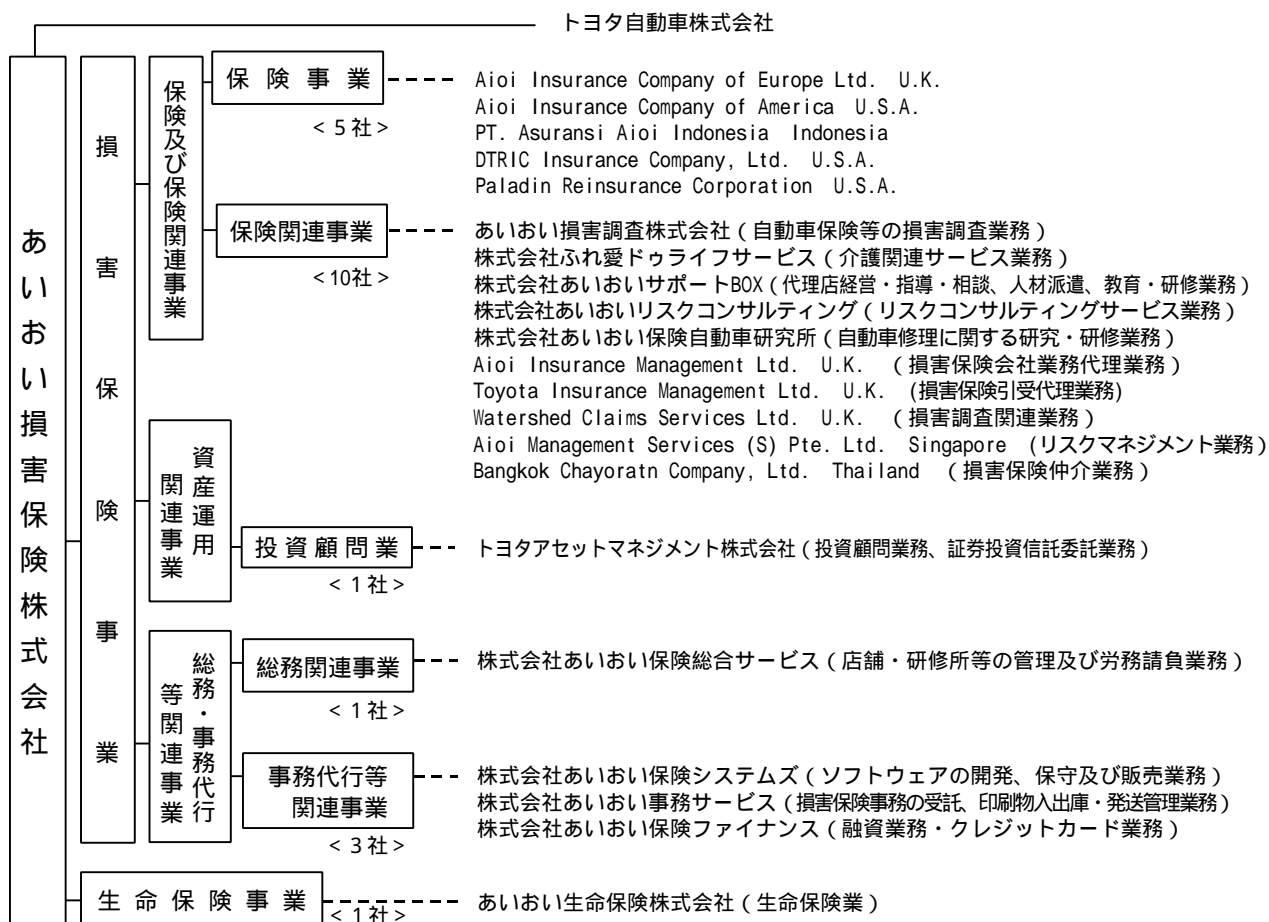 トヨタ自動車株式会社
あいおい損害保険株式会社
損害保険事業
保険及び保険関連事業
保険事業
<5社>
Aioi Insurance Company of Europe Ltd. U.K.
Aioi Insurance Company of America U.S.A.
PT. Asuransi Aioi Indonesia Indonesia
DTRIC Insurance Company, Ltd. U.S.A.
Paladin Reinsurance Corporation U.S.A.
保険関連事業
<10社>
あいおい損害調査株式会社(自動車保険等の損害調査業務)
株式会社ふれ愛ドゥライフサービス(介護関連サービス業務)
株式会社あいおいサポートBOX(代理店経営・指導・相談、人材派遣、教育・研修業務)
株式会社あいおいリスクコンサルティング(リスクコンサルティングサービス業務)
株式会社あいおい保険自動車研究所(自動車修理に関する研究・研修業務)
Aioi Insurance Management Ltd. U.K. (損害保険会社業務代理業務)
Toyota Insurance Management Ltd. U.K. (損害保険引受代理業務)
Watershed Claims Services Ltd. U.K. (損害調査関連業務)
Aioi Management Services (S) Pte. Ltd. Singapore (リスクマネジメント業務)
Bangkok Chayoratn Company, Ltd. Thailand (損害保険仲介業務)
資産運用
関連事業
投資顧問業
<1社>
トヨタアセットマネジメント株式会社(投資顧問業務、証券投資信託委託業務)
総務・事務代行
等関連事業
総務関連事業
<1社>
株式会社あいおい保険総合サービス(店舗・研修所等の管理及び労務請負業務)
事務代行等
関連事業
<3社>
株式会社あいおい保険システムズ(ソフトウェアの開発、保守及び販売業務)
株式会社あいおい事務サービス(損害保険事務の受託、印刷物入出庫・発送管理業務)
株式会社あいおい保険ファイナンス(融資業務・クレジットカード業務)
生命保険事業
<1社>
あいおい生命保険株式会社(生命保険業)